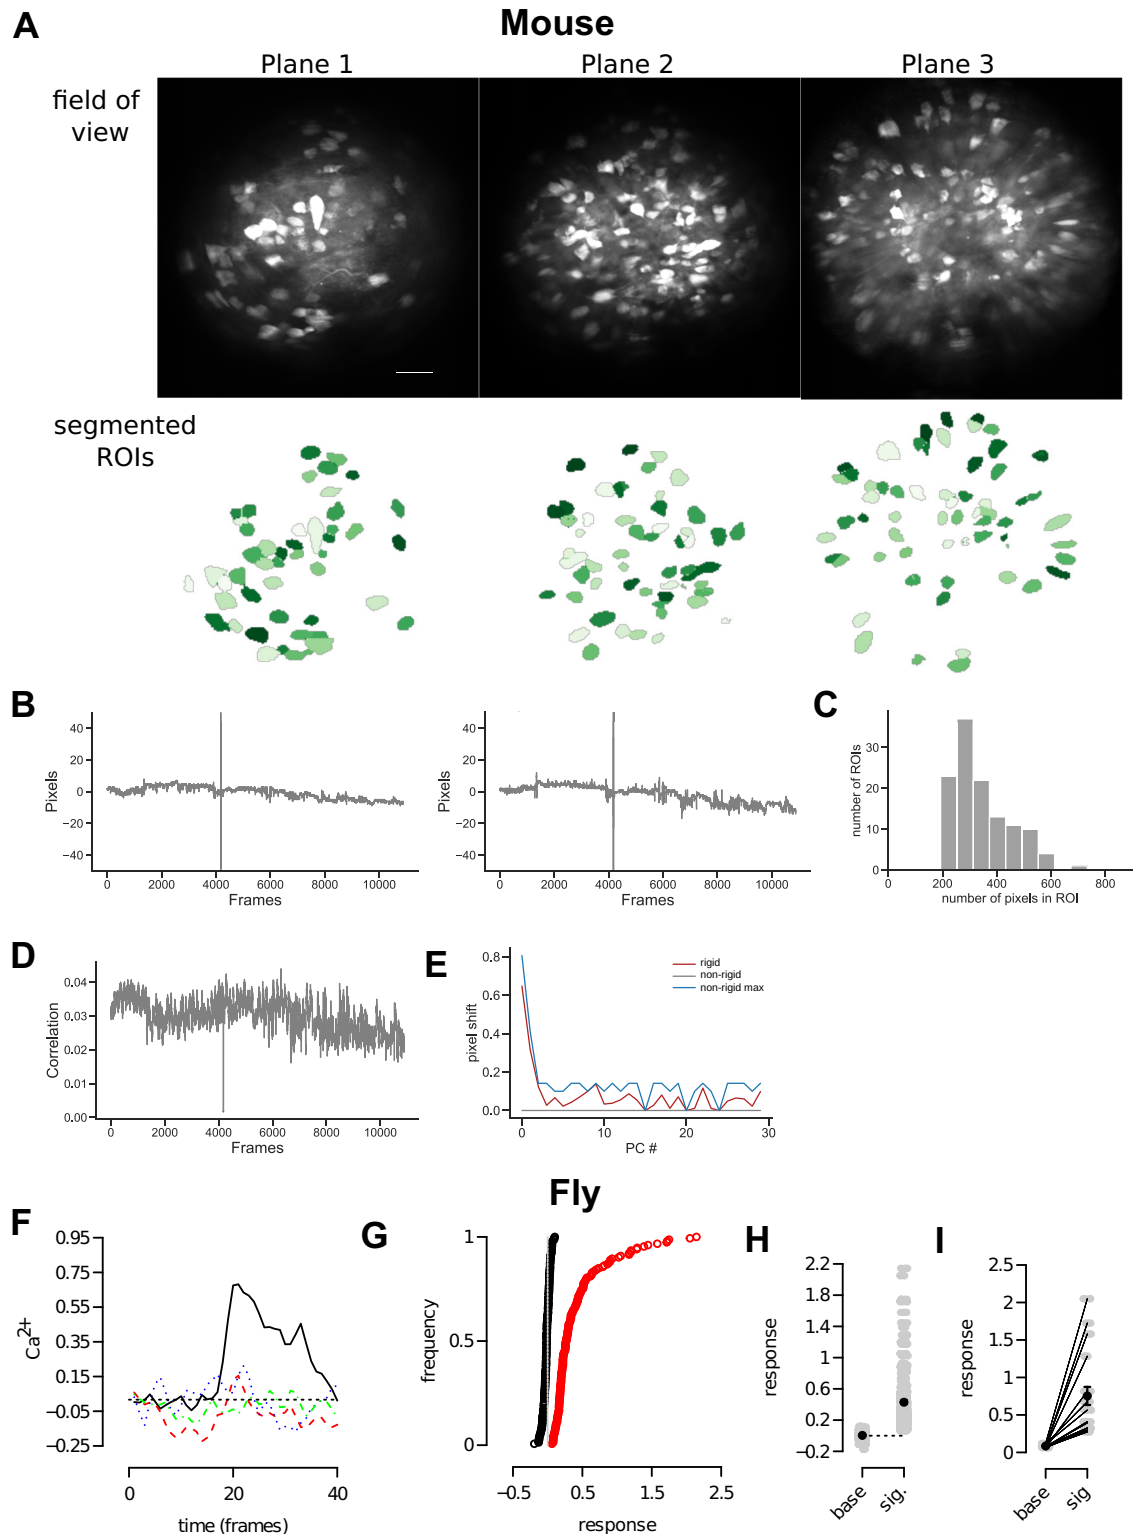 A
Mouse
Plane 1
Plane 2
Plane 3
field of
view
segmented
ROIs
B
40
20
0
−20
−40
Pixels
0 2000 4000 6000 8000 10000
Frames
40
20
0
−20
−40
Pixels
0 2000 4000 6000 8000 10000
Frames
C
30
20
10
0
number of ROIs
0 200 400 600 800
number of pixels in ROI
D
0.04
0.03
0.02
0.01
0.00
Correlation
0 2000 4000 6000 8000 10000
Frames
E
0.8
0.6
0.4
0.2
0.0
pixel shift
rigid
non-rigid
non-rigid max
0 10 20 30
PC #
Fly
F
0.95
0.75
0.55
0.35
0.15
−0.05
−0.25
Ca2+
0 20 40
time (frames)
G
1
0.5
0
frequency
−0.5 0.5 1.5 2.5
response
H
2.2
1.8
1.4
1
0.6
0.2
−0.2
response
base sig.
I
2.5
2
1.5
1
0.5
0
response
base sig